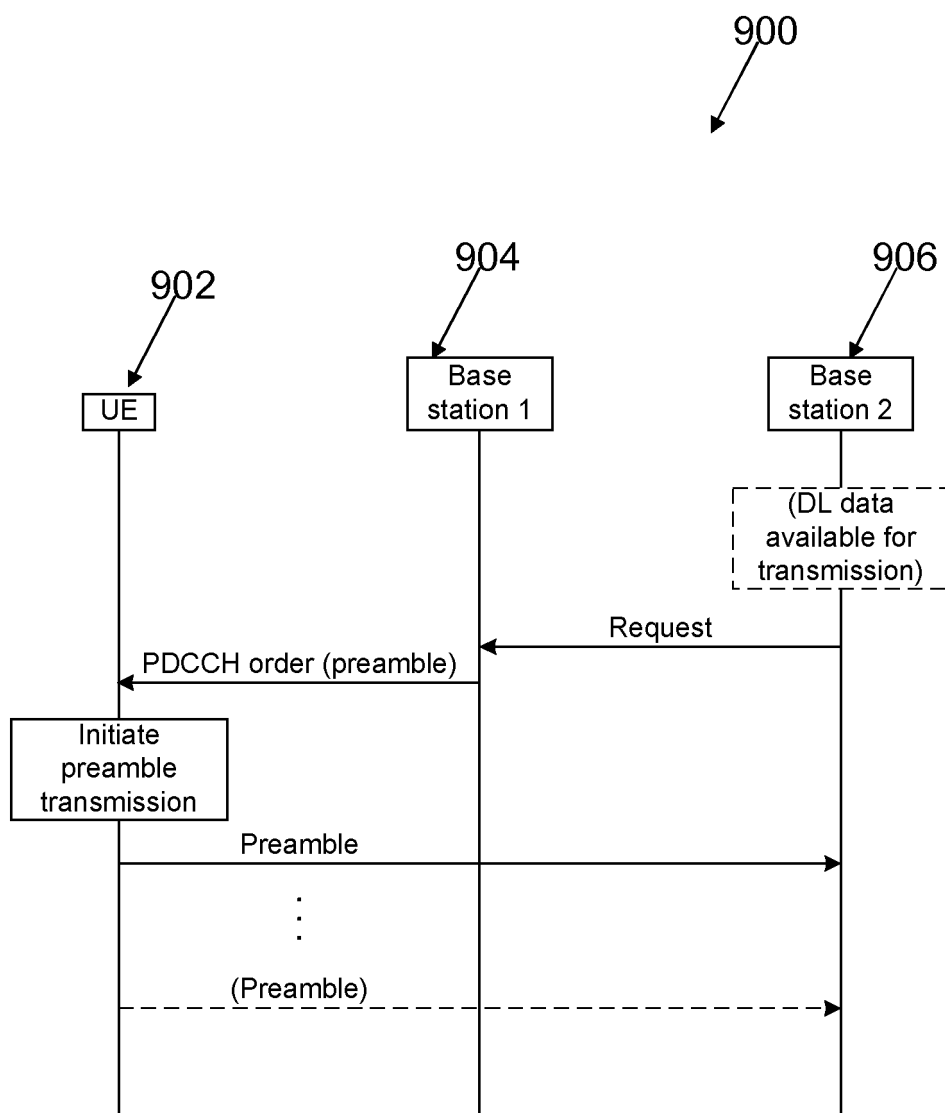 900
902
904
906
UE
Base
station 1
Base
station 2
(DL data
available for
transmission)
Request
PDCCH order (preamble)
Initiate
preamble
transmission
Preamble
(Preamble)